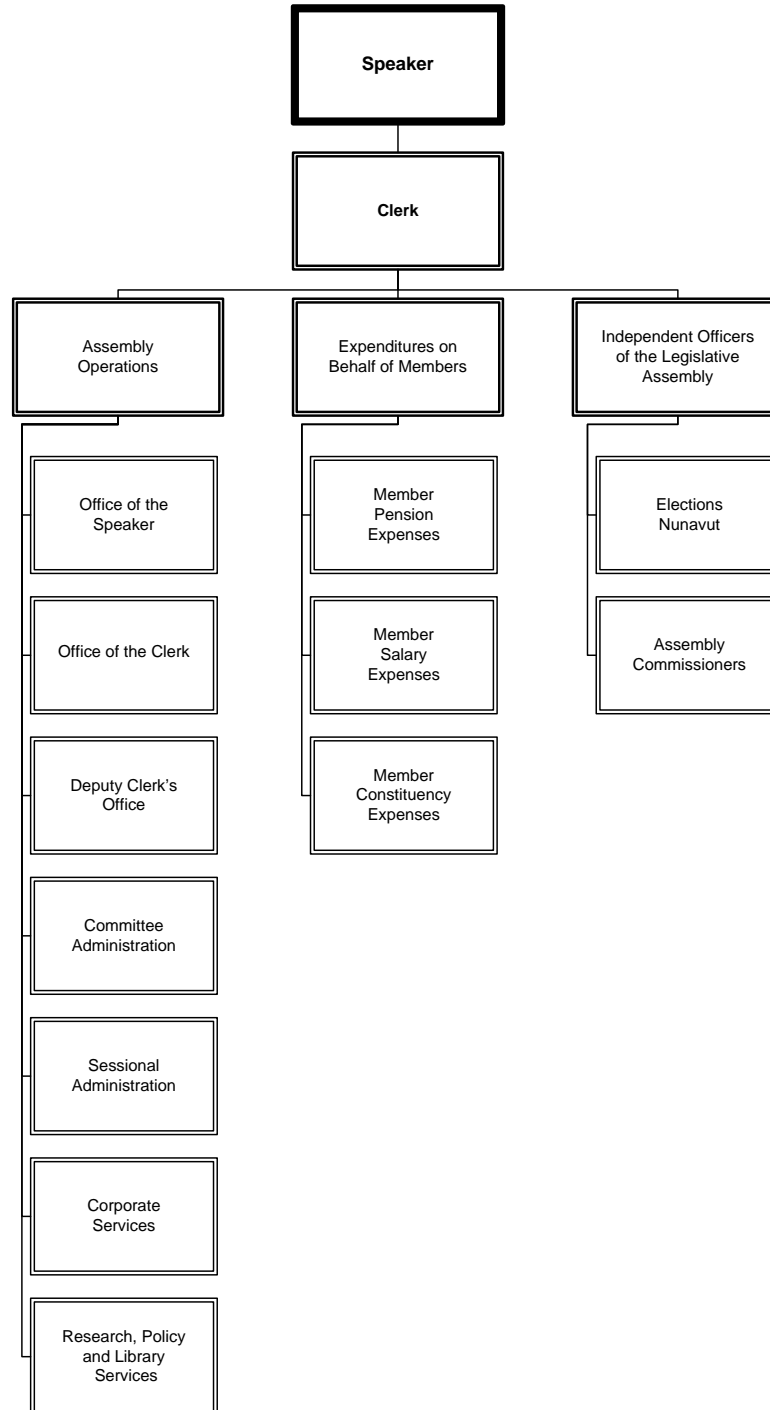 Speaker
Clerk
Assembly
Operations
Expenditures on
Behalf of Members
Independent Officers
of the Legislative
Assembly
Office of the
Speaker
Office of the Clerk
Deputy Clerk's
Office
Committee
Administration
Sessional
Administration
Corporate
Services
Research, Policy
and Library
Services
Member
Pension
Expenses
Member
Salary
Expenses
Member
Constituency
Expenses
Elections
Nunavut
Assembly
Commissioners